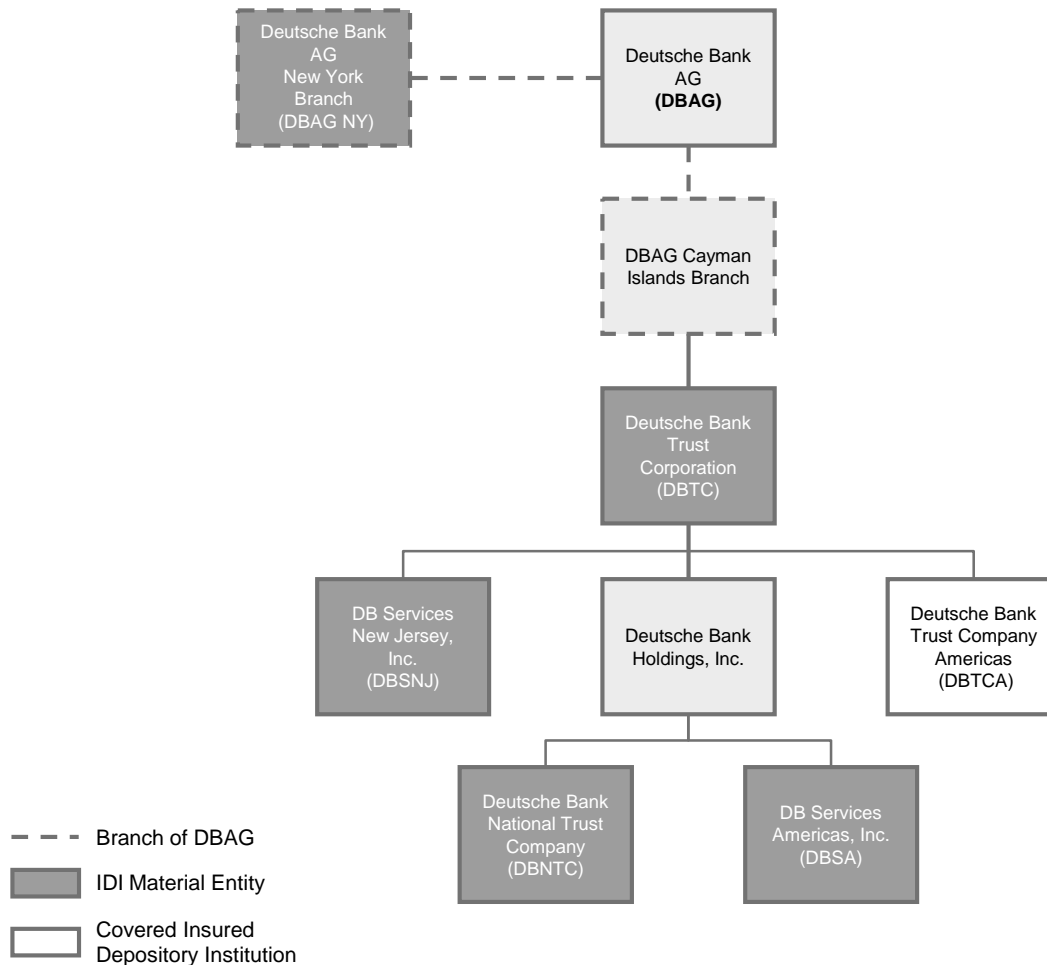 Deutsche Bank
AG
New York
Branch
(DBAG NY)
Deutsche Bank
AG
(DBAG)
DBAG Cayman
Islands Branch
Deutsche Bank
Trust
Corporation
(DBTC)
DB Services
New Jersey,
Inc.
(DBSNJ)
Deutsche Bank
Holdings, Inc.
Deutsche Bank
Trust Company
Americas
(DBTCA)
Deutsche Bank
National Trust
Company
(DBNTC)
DB Services
Americas, Inc.
(DBSA)
Branch of DBAG
IDI Material Entity
Covered Insured
Depository Institution